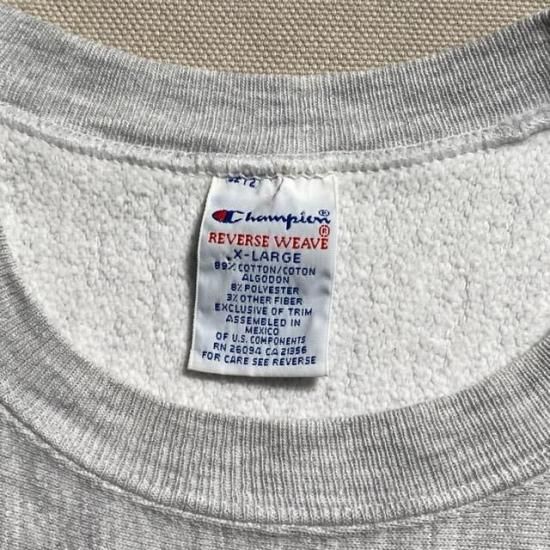 Champion®
REVERSE WEAVE®
X-LARGE
89% COTTON/COTON
ALGODON
8% POLYESTER
3% OTHER FIBER
EXCLUSIVE OF TRIM
ASSEMBLED IN
MEXICO
OF U.S. COMPONENTS
RN 26094 CA 21356
FOR CARE SEE REVERSE